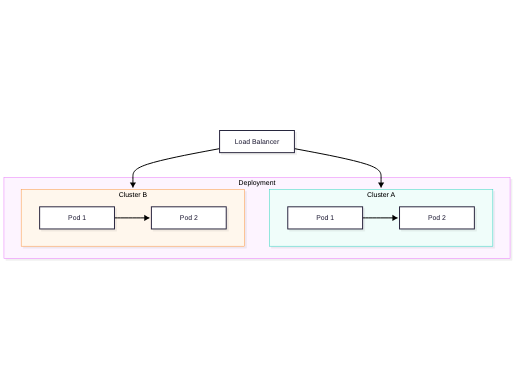 Load Balancer
Deployment
Cluster B
Cluster A
Pod 1
Pod 2
Pod 1
Pod 2